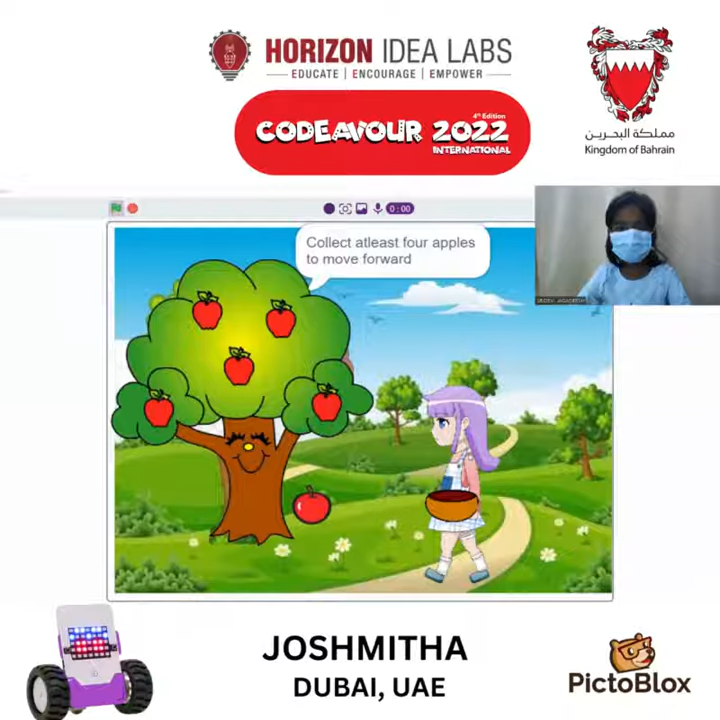 HORIZON IDEA LABS
EDUCATE | ENCOURAGE | EMPOWER
4th Edition
CODEAVOUR 2022
INTERNATIONAL
مملكة البحرين
Kingdom of Bahrain
0:00
Collect atleast four apples
to move forward
JOSHMITHA
DUBAI, UAE
PictoBlox